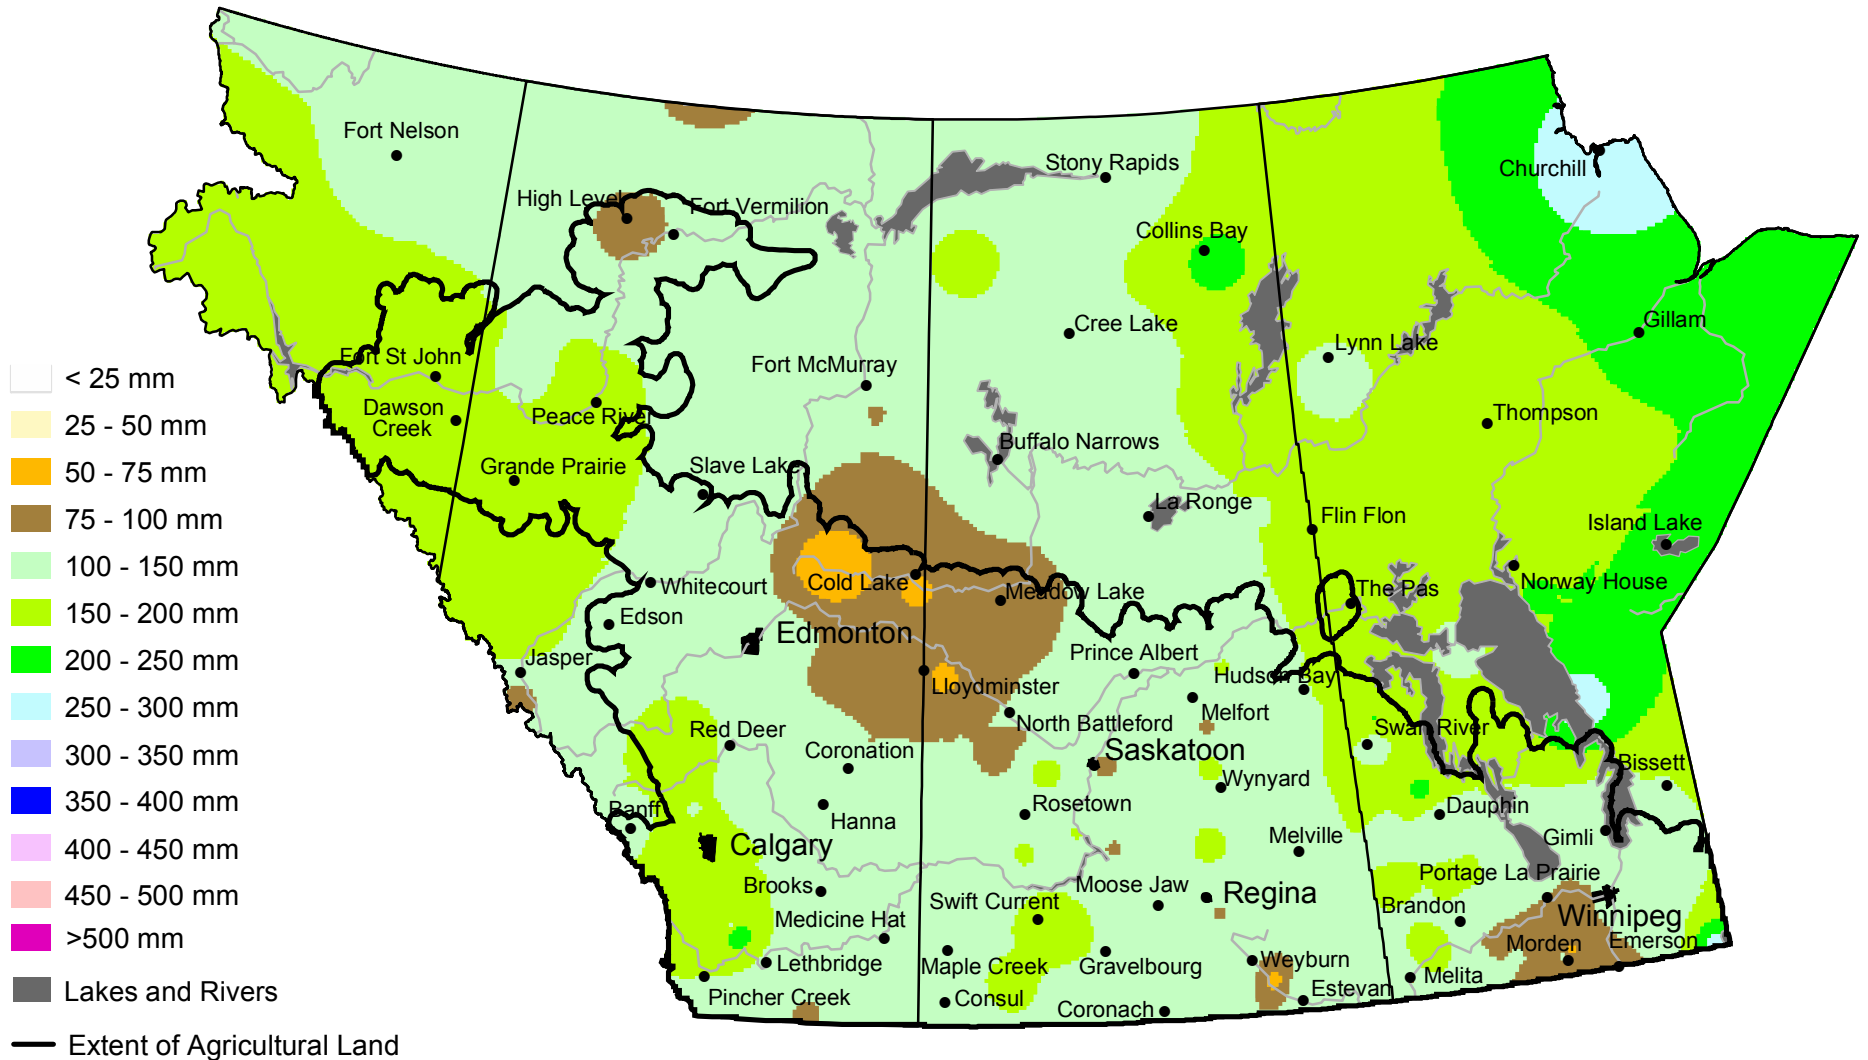 Fort Nelson
Churchill
Stony Rapids
High Level
Fort Vermilion
Collins Bay
Cree Lake
Gillam
Lynn Lake
Fort St John
Fort McMurray
< 25 mm
25 - 50 mm
50 - 75 mm
75 - 100 mm
100 - 150 mm
150 - 200 mm
200 - 250 mm
250 - 300 mm
300 - 350 mm
350 - 400 mm
400 - 450 mm
450 - 500 mm
>500 mm
Lakes and Rivers
Extent of Agricultural Land
Dawson
Creek
Peace River
Thompson
Buffalo Narrows
Grande Prairie
Slave Lake
La Ronge
Flin Flon
Island Lake
Whitecourt
Cold Lake
Meadow Lake
The Pas
Norway House
Edson
Edmonton
Jasper
Prince Albert
Hudson Bay
Lloydminster
North Battleford
Melfort
Red Deer
Coronation
Saskatoon
Swan River
Wynyard
Bissett
Banff
Hanna
Rosetown
Dauphin
Calgary
Melville
Gimli
Brooks
Moose Jaw
Regina
Portage La Prairie
Medicine Hat
Swift Current
Brandon
Winnipeg
Lethbridge
Maple Creek
Gravelbourg
Weyburn
Morden
Emerson
Pincher Creek
Consul
Coronach
Estevan
Melita